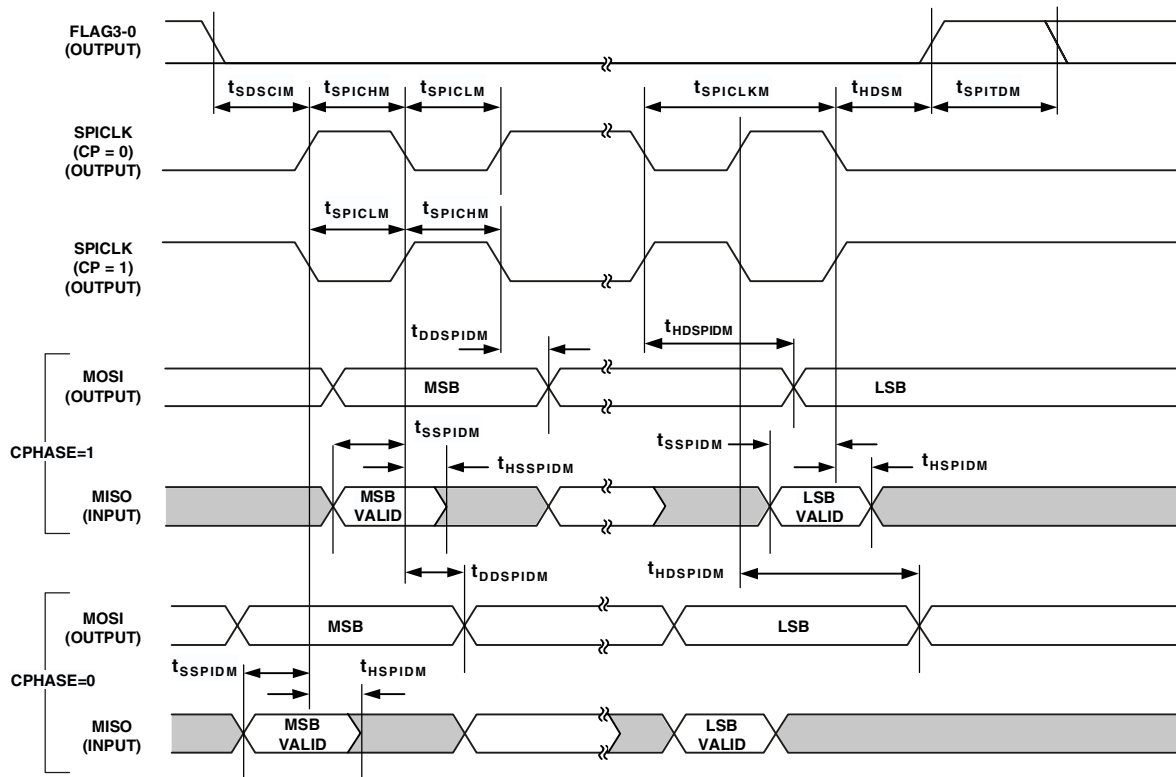 FLAG3-0
(OUTPUT)
tSDSCIM
tSPICHM
tSPICLM
tSPICLKM
tHDSM
tSPITDM
SPICLK
(CP = 0)
(OUTPUT)
tSPICLM
tSPICHM
SPICLK
(CP = 1)
(OUTPUT)
tDDSPIDM
tHDSPIDM
MOSI
(OUTPUT)
MSB
LSB
CPHASE=1
tSSPIDM
tSSPIDM
tHSSPIDM
tHSPIDM
MISO
(INPUT)
MSB
VALID
LSB
VALID
tDDSPIDM
tHDSPIDM
MOSI
(OUTPUT)
MSB
LSB
CPHASE=0
tSSPIDM
tHSPIDM
MISO
(INPUT)
MSB
VALID
LSB
VALID